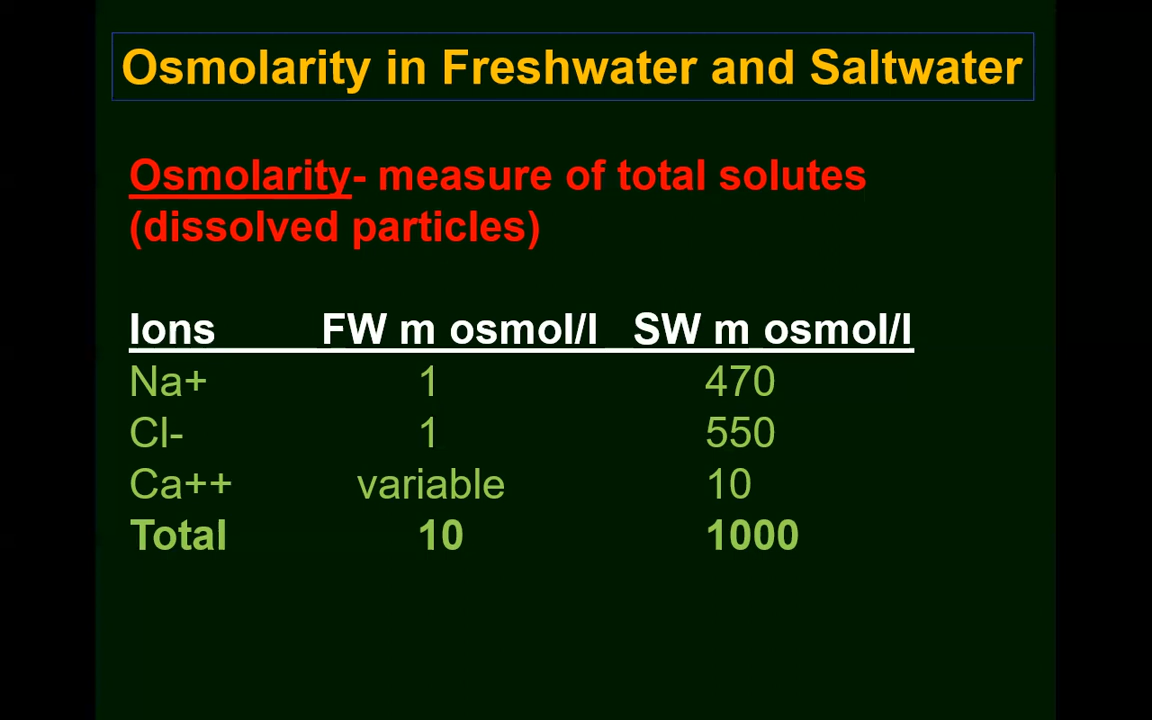 Osmolarity in Freshwater and Saltwater
Osmolarity- measure of total solutes
(dissolved particles)
Ions FW m osmol/l SW m osmol/l
Na+ 1 470
Cl- 1 550
Ca++ variable 10
Total 10 1000